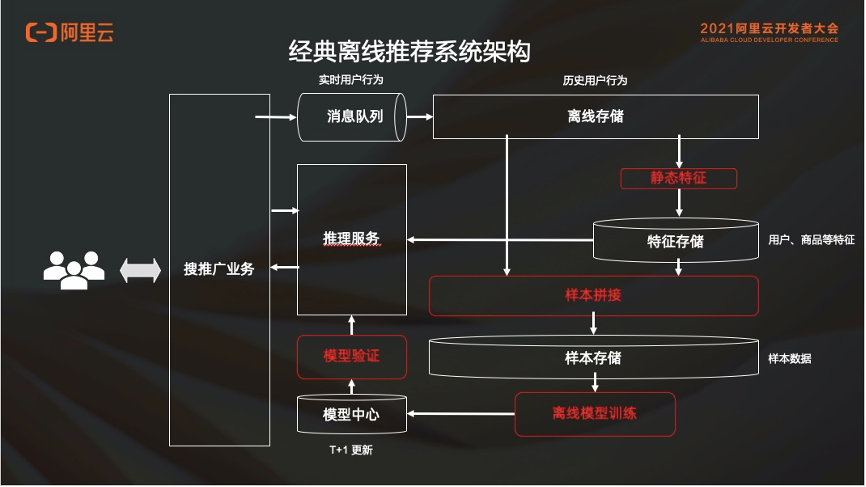 阿里云
2021阿里云开发者大会
ALIBABA CLOUD DEVELOPER CONFERENCE
经典离线推荐系统架构
实时用户行为
历史用户行为
消息队列
离线存储
静态特征
推理服务
特征存储
用户、商品等特征
搜推广业务
样本拼接
模型验证
样本存储
样本数据
模型中心
离线模型训练
T+1 更新